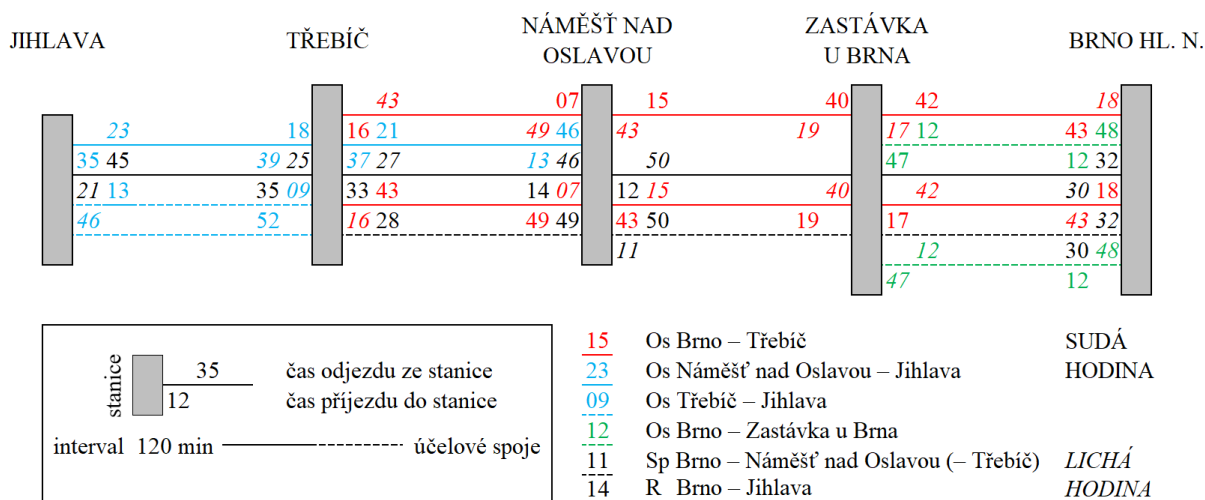 NÁMĚŠŤ NAD ZASTÁVKA
JIHLAVA TŘEBÍČ OSLAVOU U BRNA BRNO HL. N.
43 07 15 40 42 18
23 18 16 21 49 46 43 19 17 12 43 48
35 45 39 25 37 27 13 46 50 47 12 32
21 13 35 09 33 43 14 07 12 15 40 42 30 18
46 52 16 28 49 49 43 50 19 17 43 32
11 12 30 48
47 12
stanice
35 čas odjezdu ze stanice
12 čas příjezdu do stanice
interval 120 min účelové spoje
15 Os Brno – Třebíč SUDÁ
23 Os Náměšť nad Oslavou – Jihlava HODINA
09 Os Třebíč – Jihlava
12 Os Brno – Zastávka u Brna
11 Sp Brno – Náměšť nad Oslavou (– Třebíč) LICHÁ
14 R Brno – Jihlava HODINA